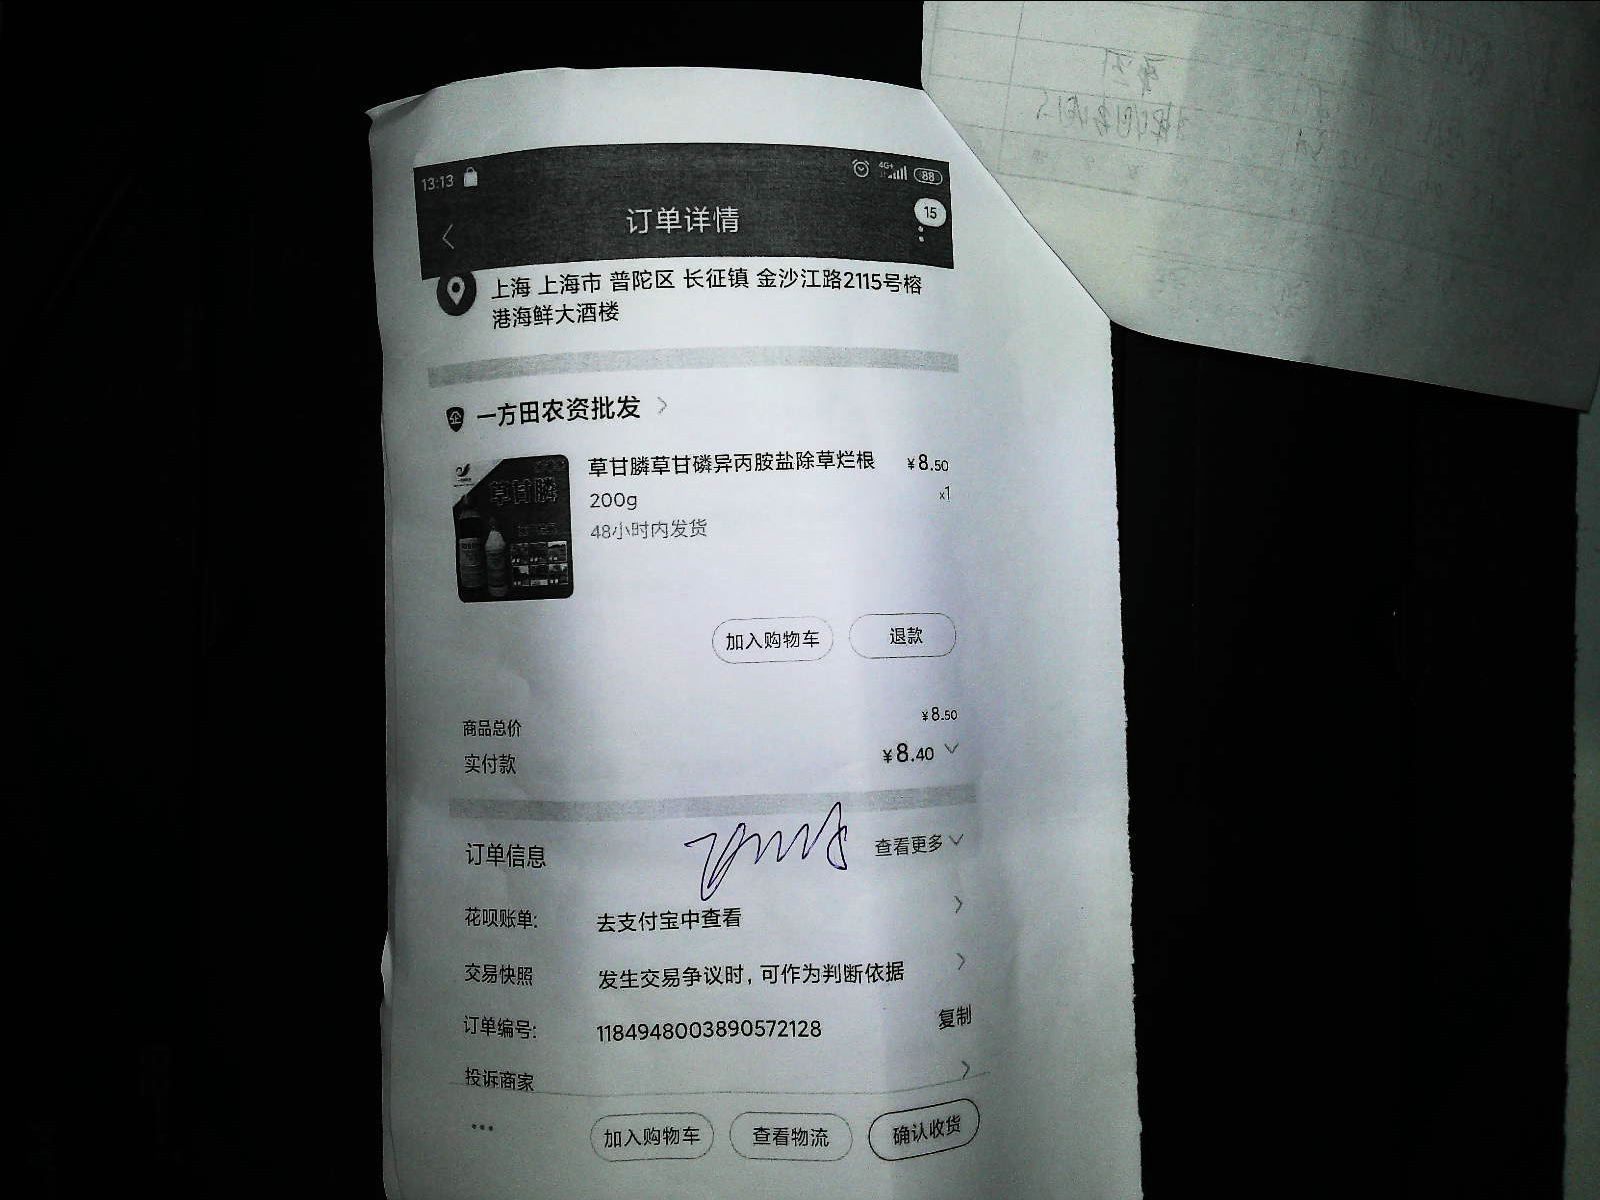 13:13
4G+
88
订单详情
15
上海 上海市 普陀区 长征镇 金沙江路2115号榕
港海鲜大酒楼
企 一方田农资批发
草甘膦
草甘膦草甘磷异丙胺盐除草烂根 ¥8.50
200g x1
48小时内发货
加入购物车 退款
商品总价 ¥8.50
实付款 ¥8.40
订单信息 查看更多
花呗账单: 去支付宝中查看
交易快照 发生交易争议时,可作为判断依据
订单编号: 1184948003890572128 复制
投诉商家
加入购物车 查看物流 确认收货